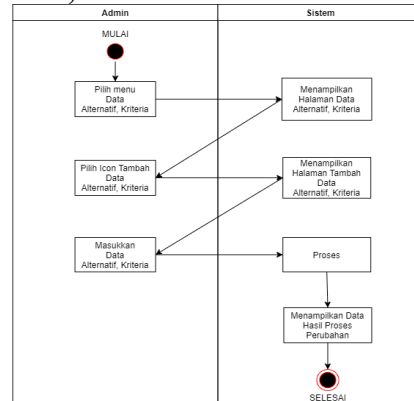 Admin
Sistem
MULAI
Pilih menu
Data
Alternatif, Kriteria
Menampilkan
Halaman Data
Alternatif, Kriteria
Pilih Icon Tambah
Data
Alternatif, Kriteria
Menampilkan
Halaman Tambah
Data
Alternatif, Kriteria
Masukkan
Data
Alternatif, Kriteria
Proses
Menampilkan Data
Hasil Proses
Perubahan
SELESAI